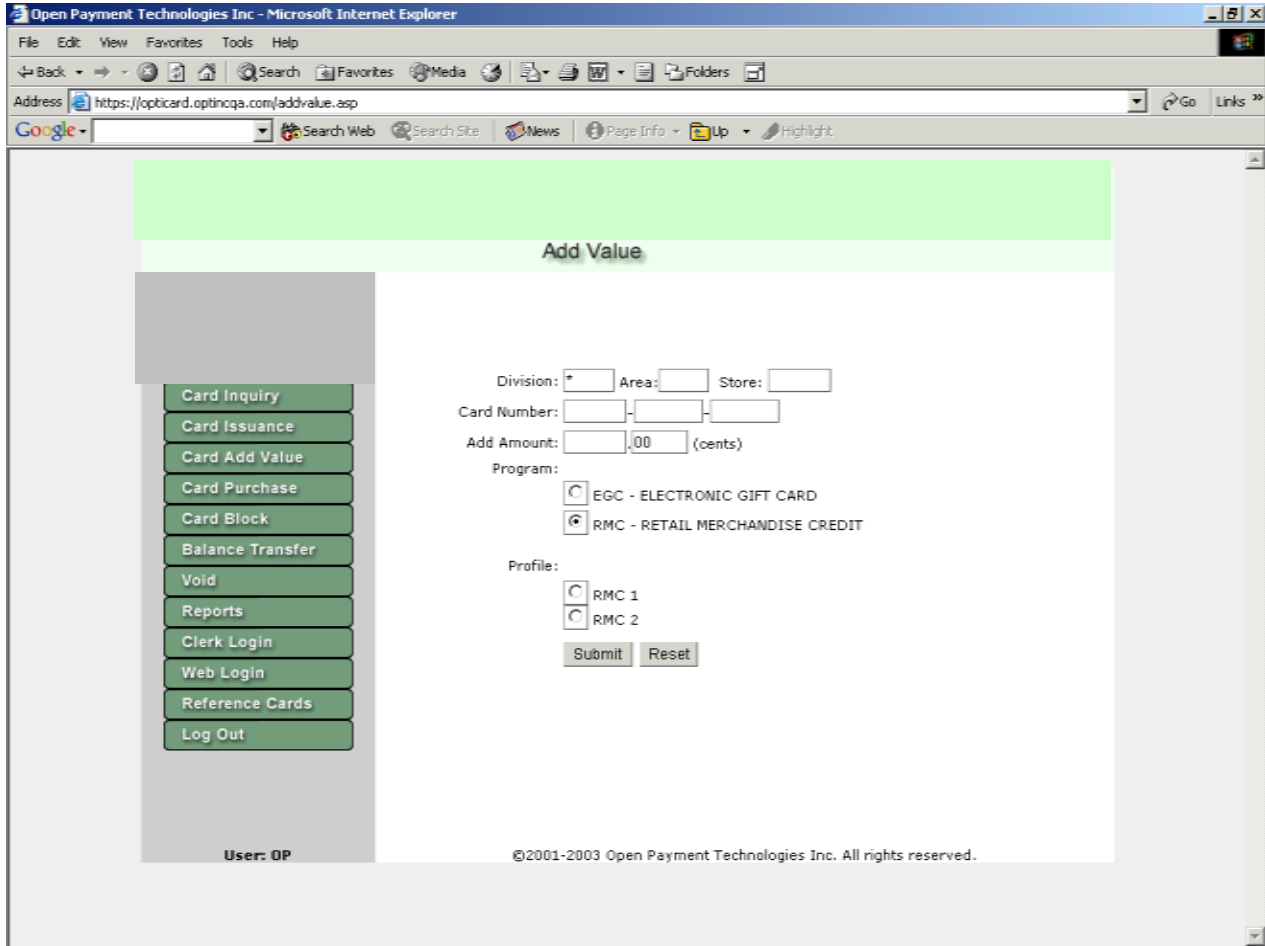 Open Payment Technologies Inc - Microsoft Internet Explorer
File Edit View Favorites Tools Help
Back Search Favorites Media Folders
Address https://opticard.optincqa.com/addvalue.asp Go Links »
Google Search Web Search Site News Page Info Up Highlight
Add Value
Card Inquiry
Card Issuance
Card Add Value
Card Purchase
Card Block
Balance Transfer
Void
Reports
Clerk Login
Web Login
Reference Cards
Log Out
Division: * Area: Store:
Card Number: - -
Add Amount: .00 (cents)
Program:
EGC - ELECTRONIC GIFT CARD
RMC - RETAIL MERCHANDISE CREDIT
Profile:
RMC 1
RMC 2
Submit Reset
User: OP
©2001-2003 Open Payment Technologies Inc. All rights reserved.